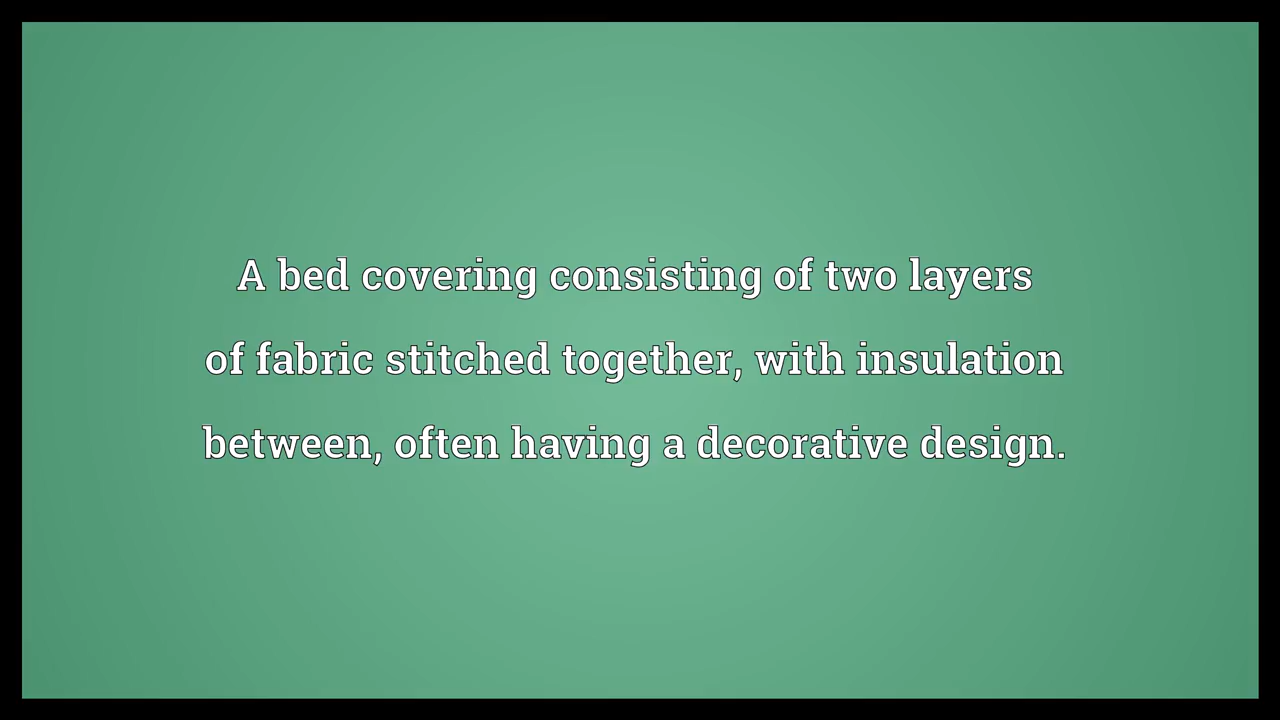 A bed covering consisting of two layers
of fabric stitched together, with insulation
between, often having a decorative design.